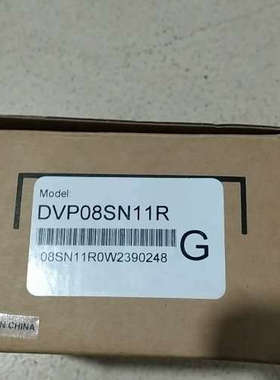 Model:
DVP08SN11R
G
08SN11R0W2390248
N CHINA